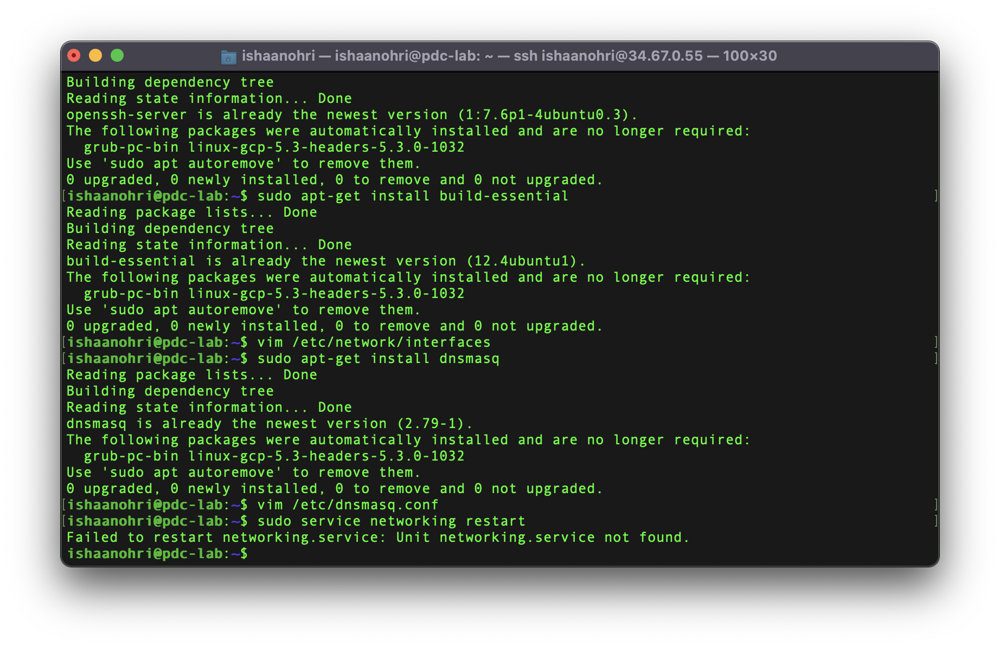 ishaanohri — ishaanohri@pdc-lab: ~ — ssh ishaanohri@34.67.0.55 — 100×30
Building dependency tree
Reading state information... Done
openssh-server is already the newest version (1:7.6p1-4ubuntu0.3).
The following packages were automatically installed and are no longer required:
  grub-pc-bin linux-gcp-5.3-headers-5.3.0-1032
Use 'sudo apt autoremove' to remove them.
0 upgraded, 0 newly installed, 0 to remove and 0 not upgraded.
[ishaanohri@pdc-lab:~$ sudo apt-get install build-essential ]
Reading package lists... Done
Building dependency tree
Reading state information... Done
build-essential is already the newest version (12.4ubuntu1).
The following packages were automatically installed and are no longer required:
  grub-pc-bin linux-gcp-5.3-headers-5.3.0-1032
Use 'sudo apt autoremove' to remove them.
0 upgraded, 0 newly installed, 0 to remove and 0 not upgraded.
[ishaanohri@pdc-lab:~$ vim /etc/network/interfaces ]
[ishaanohri@pdc-lab:~$ sudo apt-get install dnsmasq ]
Reading package lists... Done
Building dependency tree
Reading state information... Done
dnsmasq is already the newest version (2.79-1).
The following packages were automatically installed and are no longer required:
  grub-pc-bin linux-gcp-5.3-headers-5.3.0-1032
Use 'sudo apt autoremove' to remove them.
0 upgraded, 0 newly installed, 0 to remove and 0 not upgraded.
[ishaanohri@pdc-lab:~$ vim /etc/dnsmasq.conf ]
[ishaanohri@pdc-lab:~$ sudo service networking restart ]
Failed to restart networking.service: Unit networking.service not found.
ishaanohri@pdc-lab:~$